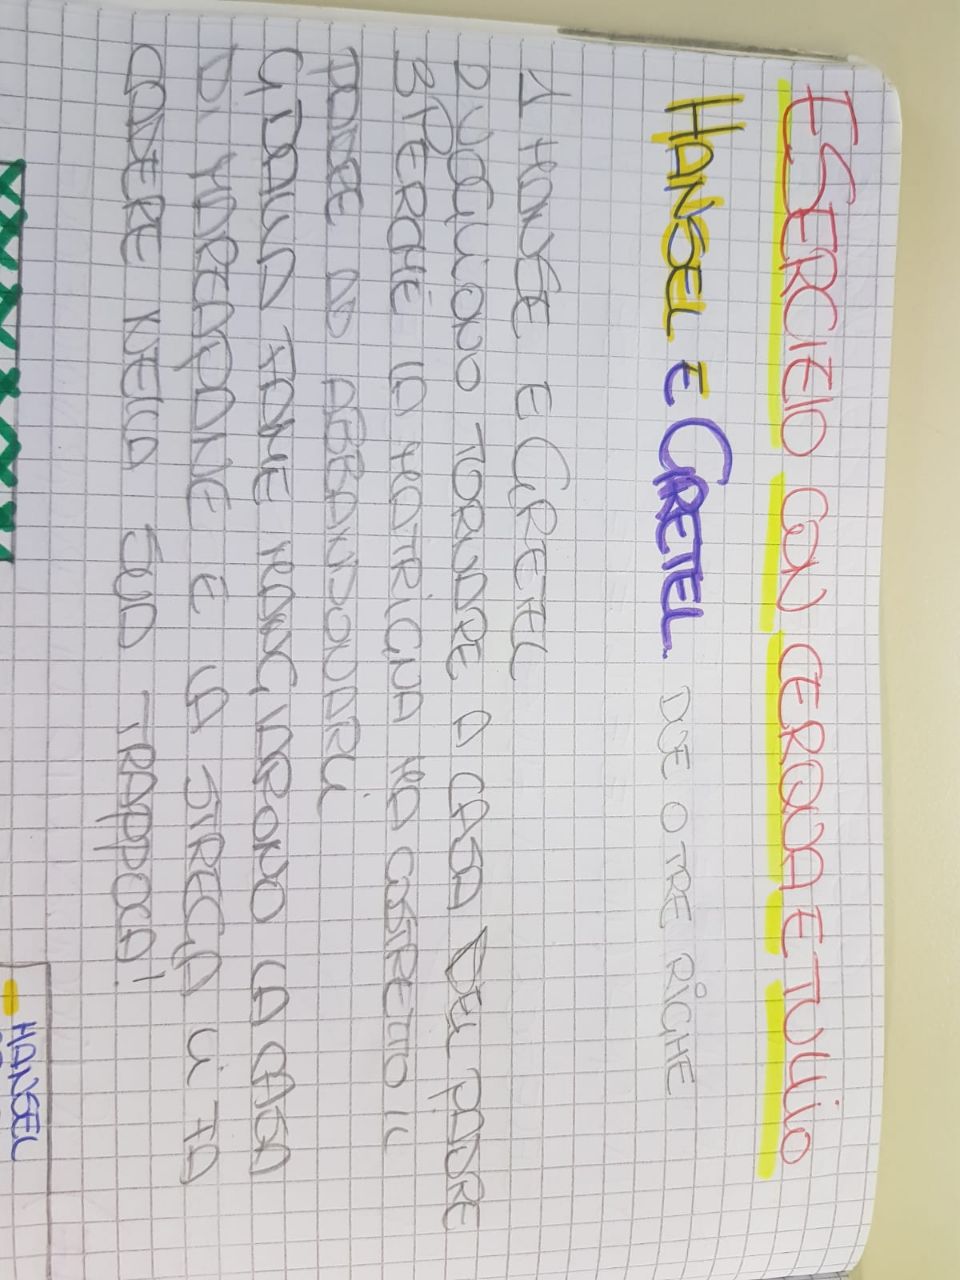 ESERCIZIO CON CERQUA E TULLIO
HANSEL E GRETEL. DUE O TRE RIGHE
1 HANSE E GRETEL
2 VOGLIONO TORNARE A CASA DEL PADRE
3 PERCHÉ LA MATRIGNA HA COSTRETTO IL
PADRE AD ABBANDONARLI
4 DALLA FAME MANGIARONO LA CASA
DI MARZAPANE E LA STREGA LI FA
CADERE NELLA SUA TRAPPOLA!
HANSEL